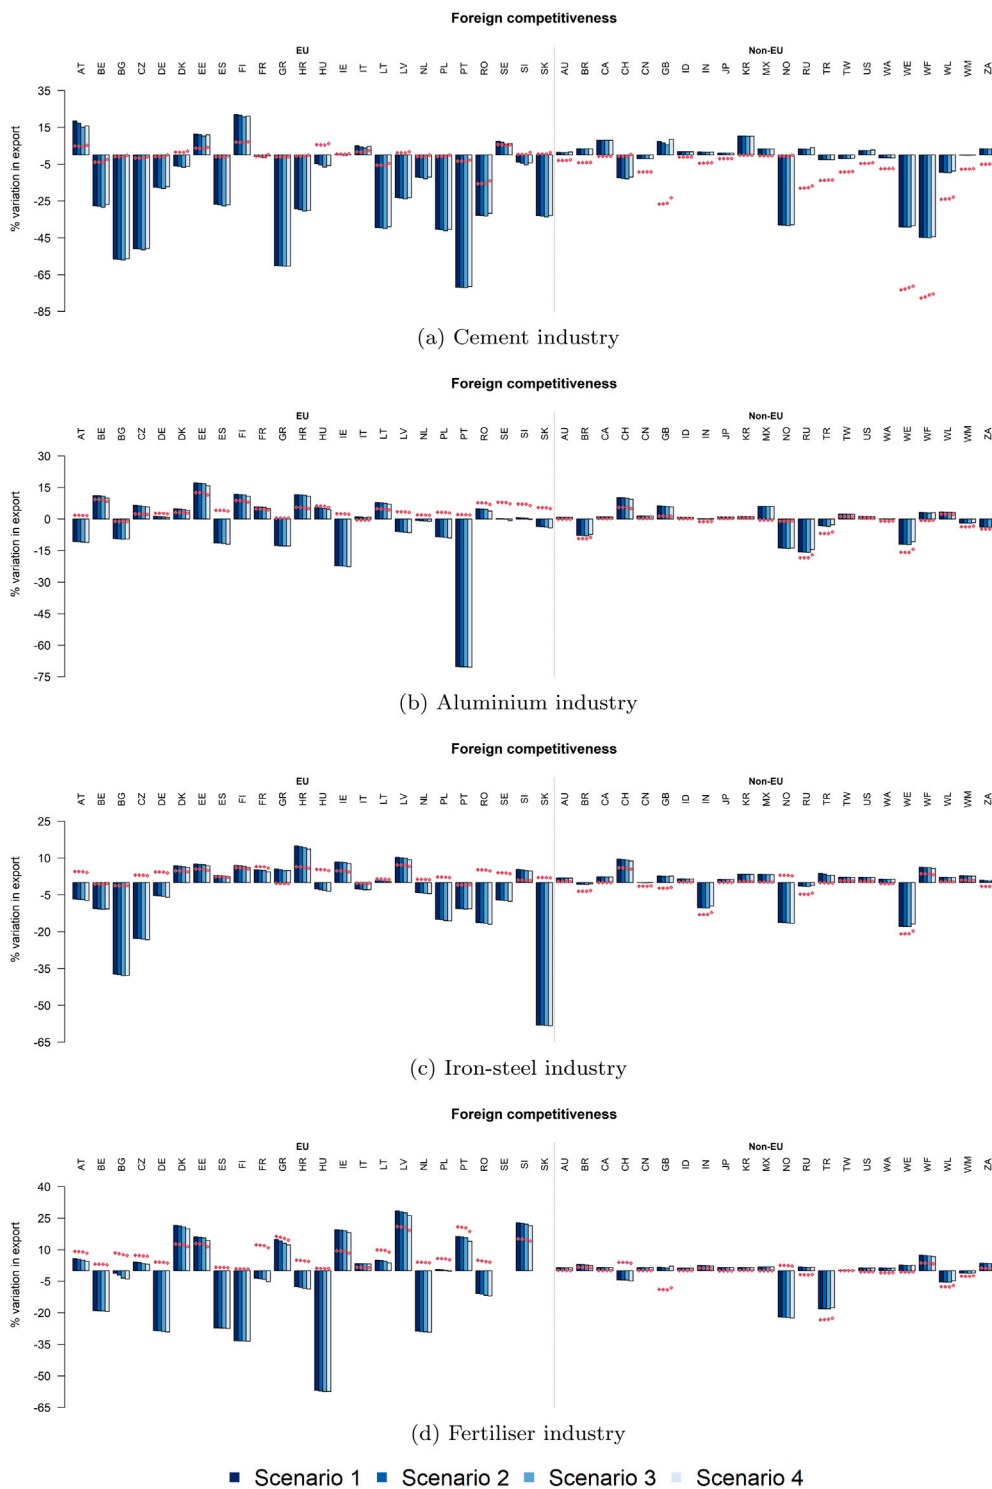 Foreign competitiveness
EU Non-EU
AT BE BG CZ DE DK EE FI FR GR HR HU IE IT LT LV NL PL PT RO SE SI SK AU BR CA CH CN GB ID IN JP KR MX NO RU TR TW US WA WE WF WL WM ZA
% variation in export
35
15
-5
-25
-45
-65
-85
(a) Cement industry
Foreign competitiveness
EU Non-EU
AT BE BG CZ DE DK EE FI FR GR HR HU IE IT LT LV NL PL PT RO SE SI SK AU BR CA CH CN GB ID IN JP KR MX NO RU TR TW US WA WE WF WL WM ZA
% variation in export
30
15
0
-15
-30
-45
-60
-75
(b) Aluminium industry
Foreign competitiveness
EU Non-EU
AT BE BG CZ DE DK EE FI FR GR HR HU IE IT LT LV NL PL PT RO SE SI SK AU BR CA CH CN GB ID IN JP KR MX NO RU TR TW US WA WE WF WL WM ZA
% variation in export
25
10
-5
-20
-35
-50
-65
(c) Iron-steel industry
Foreign competitiveness
EU Non-EU
AT BE BG CZ DE DK EE FI FR GR HR HU IE IT LT LV NL PL PT RO SE SI SK AU BR CA CH CN GB ID IN JP KR MX NO RU TR TW US WA WE WF WL WM ZA
% variation in export
40
25
10
-5
-20
-35
-50
-65
(d) Fertiliser industry
Scenario 1 Scenario 2 Scenario 3 Scenario 4